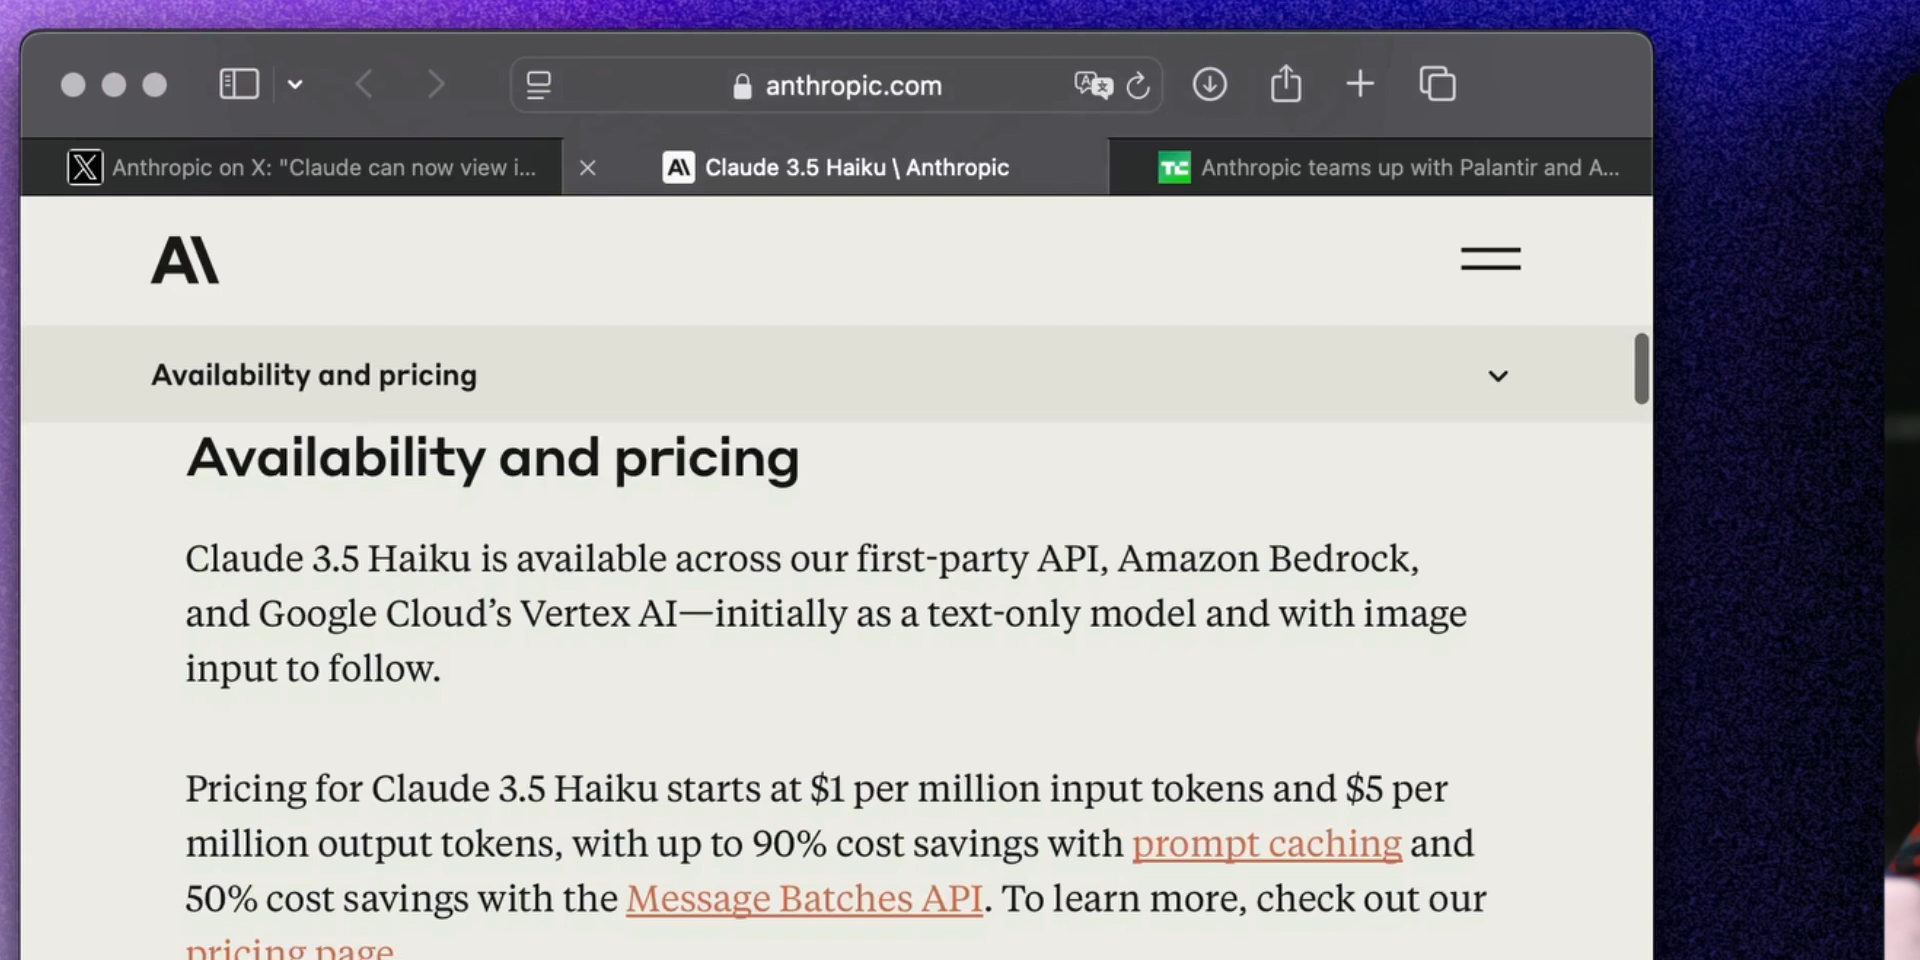 anthropic.com
Anthropic on X: "Claude can now view i...
Claude 3.5 Haiku \ Anthropic
TC Anthropic teams up with Palantir and A...
A\
Availability and pricing
Availability and pricing
Claude 3.5 Haiku is available across our first-party API, Amazon Bedrock,
and Google Cloud’s Vertex AI—initially as a text-only model and with image
input to follow.
Pricing for Claude 3.5 Haiku starts at $1 per million input tokens and $5 per
million output tokens, with up to 90% cost savings with prompt caching and
50% cost savings with the Message Batches API. To learn more, check out our
pricing page